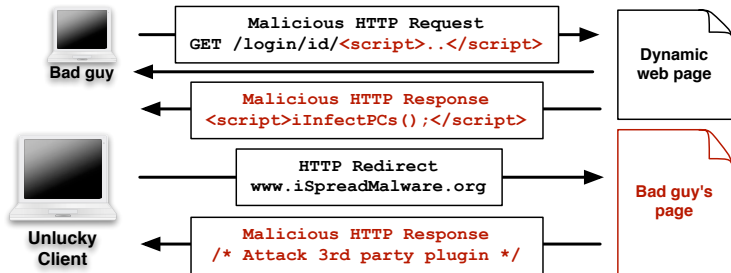 Malicious HTTP Request
GET /login/id/<script>..</script>
Bad guy
Dynamic
web page
Malicious HTTP Response
<script>iInfectPCs();</script>
HTTP Redirect
www.iSpreadMalware.org
Bad guy's
page
Unlucky
Client
Malicious HTTP Response
/* Attack 3rd party plugin */